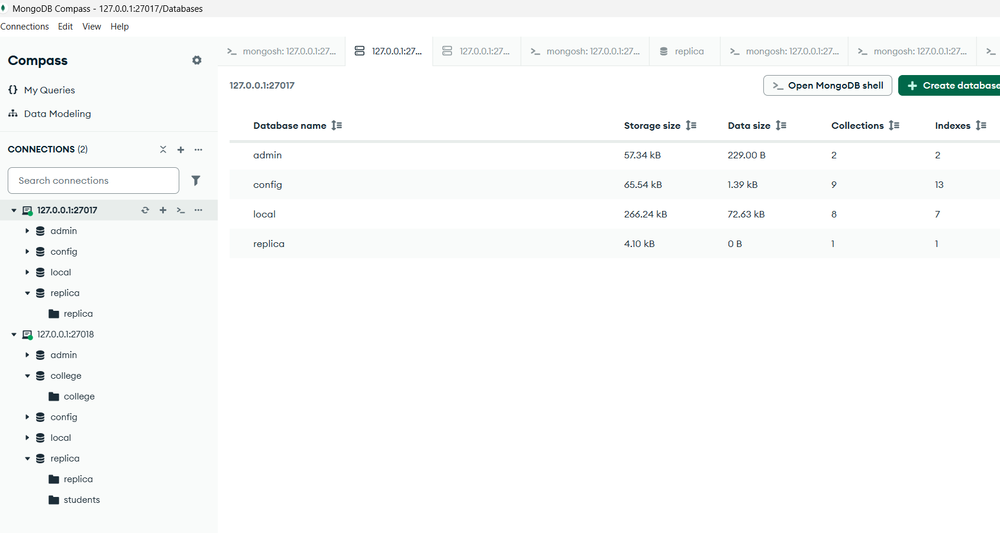 MongoDB Compass - 127.0.0.1:27017/Databases
Connections Edit View Help
Compass
My Queries
Data Modeling
CONNECTIONS (2)
Search connections
127.0.0.1:27017
admin
config
local
replica
replica
127.0.0.1:27018
admin
college
college
config
local
replica
replica
students
mongosh: 127.0.0.1:27... 127.0.0.1:27... 127.0.0.1:27... mongosh: 127.0.0.1:27... replica mongosh: 127.0.0.1:27... mongosh: 127.0.0.1:27...
127.0.0.1:27017 Open MongoDB shell Create database
Database name Storage size Data size Collections Indexes
admin 57.34 kB 229.00 B 2 2
config 65.54 kB 1.39 kB 9 13
local 266.24 kB 72.63 kB 8 7
replica 4.10 kB 0 B 1 1